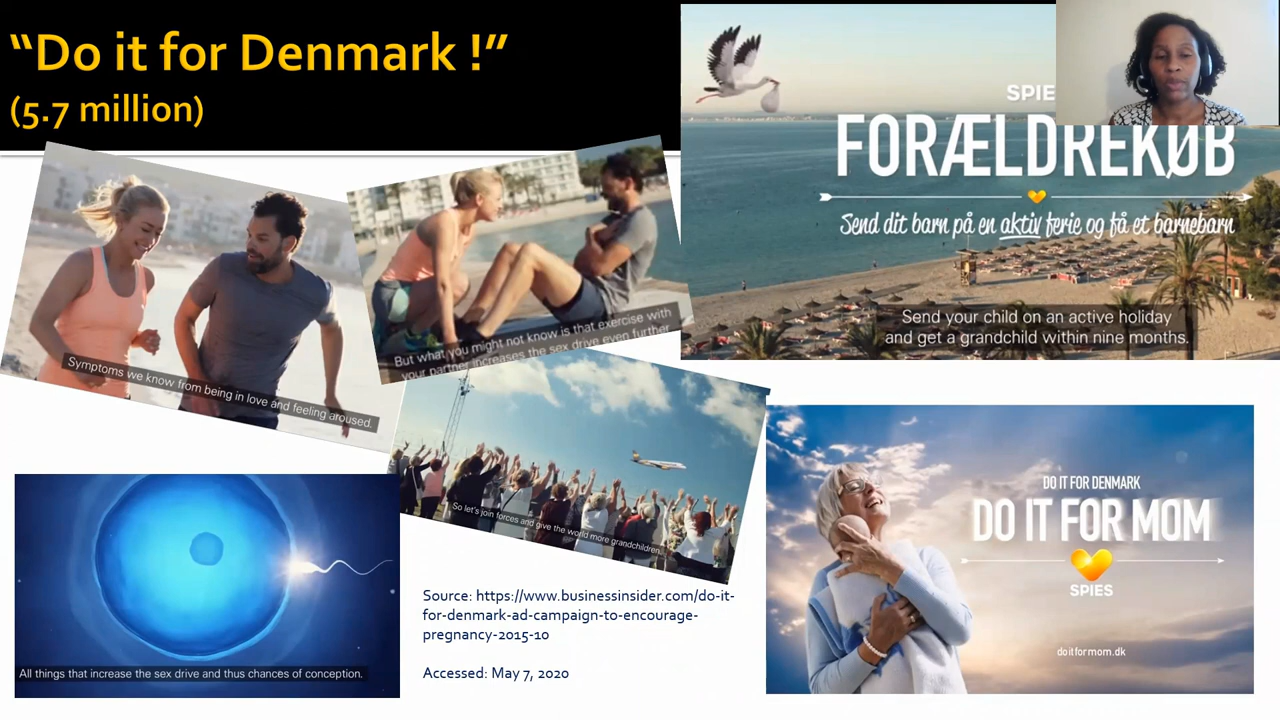 “Do it for Denmark !”
(5.7 million)
SPIE
FORÆLDREKØB
Send dit barn på en aktiv ferie og få et barnebarn
Send your child on an active holiday
and get a grandchild within nine months.
Symptoms we know from being in love and feeling aroused.
But what you might not know is that exercise with
your partner increases the sex drive even further
So let's join forces and give the world more grandchildren.
All things that increase the sex drive and thus chances of conception.
Source: https://www.businessinsider.com/do-it-
for-denmark-ad-campaign-to-encourage-
pregnancy-2015-10
Accessed: May 7, 2020
DO IT FOR DENMARK
DO IT FOR MOM
SPIES
doitformom.dk